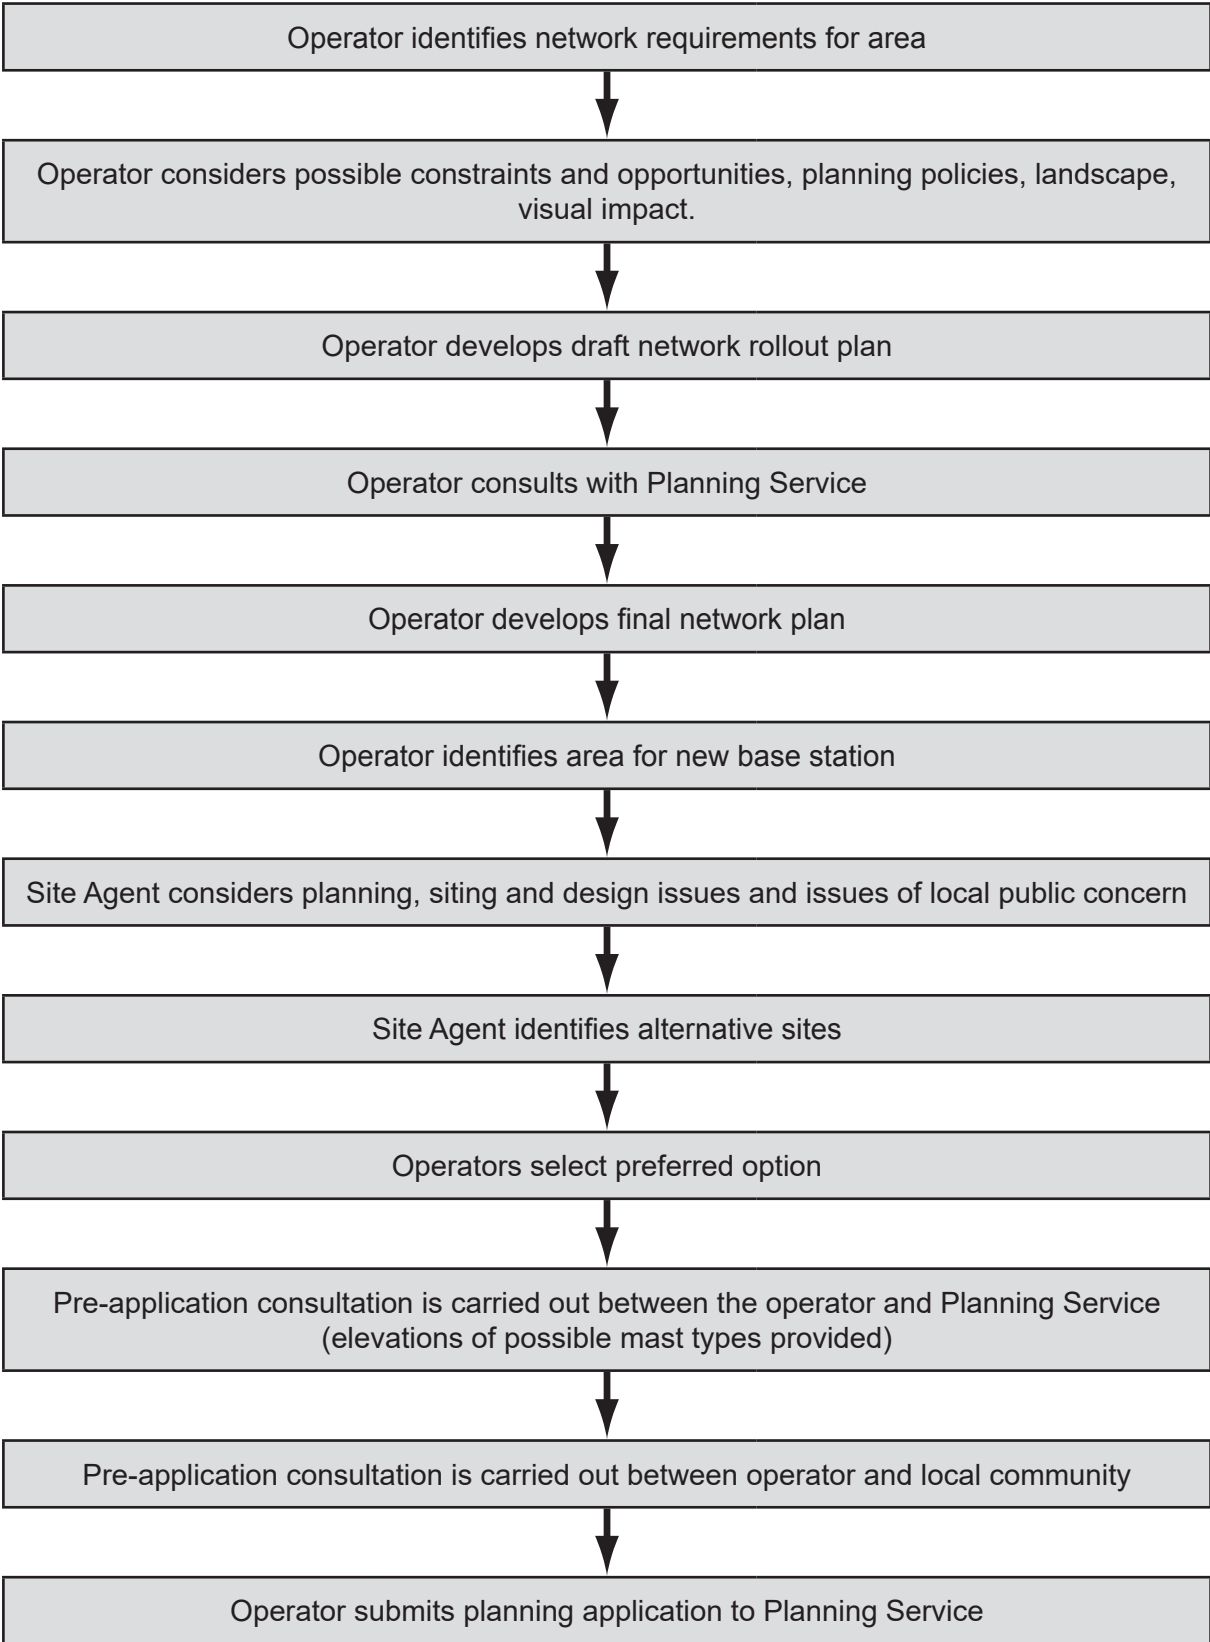 Operator identifies network requirements for area
Operator considers possible constraints and opportunities, planning policies, landscape,
visual impact.
Operator develops draft network rollout plan
Operator consults with Planning Service
Operator develops final network plan
Operator identifies area for new base station
Site Agent considers planning, siting and design issues and issues of local public concern
Site Agent identifies alternative sites
Operators select preferred option
Pre-application consultation is carried out between the operator and Planning Service
(elevations of possible mast types provided)
Pre-application consultation is carried out between operator and local community
Operator submits planning application to Planning Service